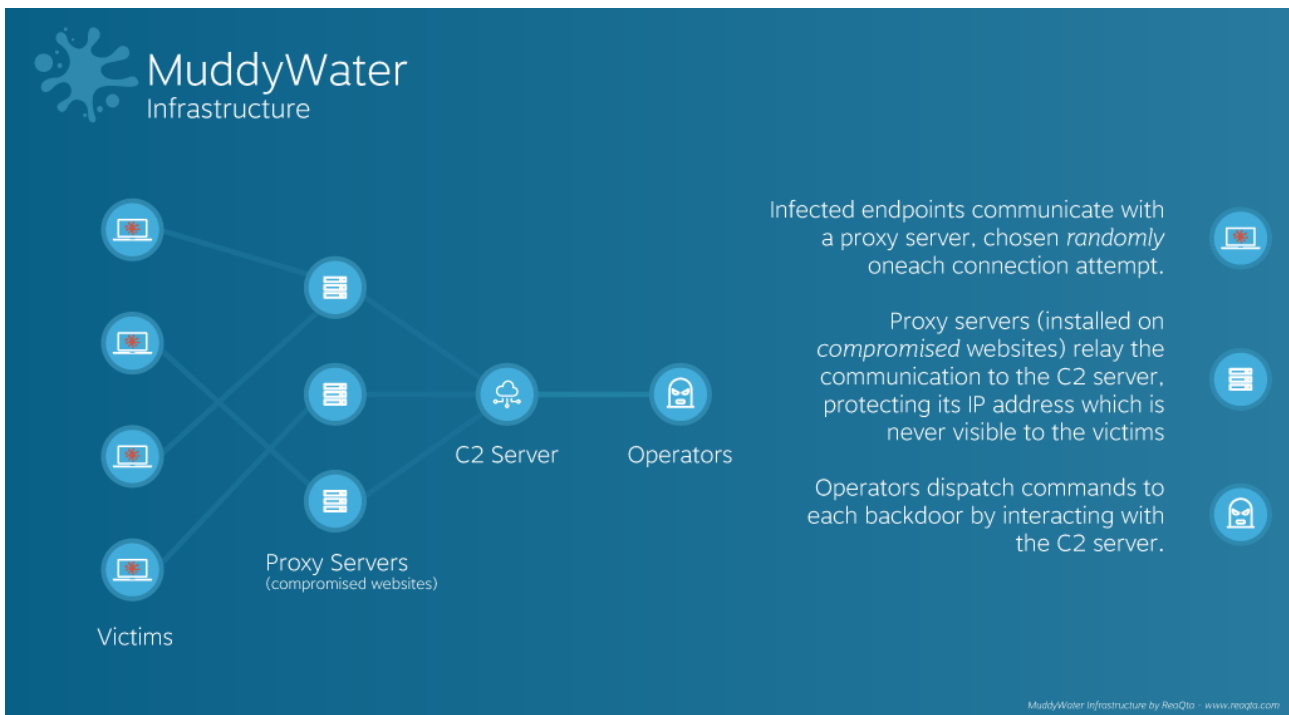 MuddyWater
Infrastructure
Infected endpoints communicate with
a proxy server, chosen randomly
oneach connection attempt.
Proxy servers (installed on
compromised websites) relay the
communication to the C2 server,
protecting its IP address which is
never visible to the victims
Operators dispatch commands to
each backdoor by interacting with
the C2 server.
C2 Server
Operators
Proxy Servers
(compromised websites)
Victims
MuddyWater Infrastructure by ReaQta - www.reaqta.com